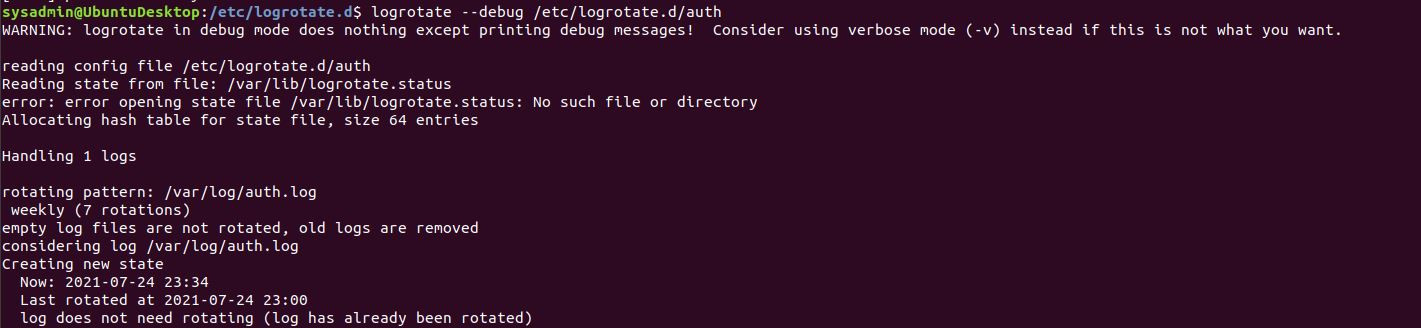 sysadmin@UbuntuDesktop:/etc/logrotate.d$ logrotate --debug /etc/logrotate.d/auth
WARNING: logrotate in debug mode does nothing except printing debug messages!  Consider using verbose mode (-v) instead if this is not what you want.
reading config file /etc/logrotate.d/auth
Reading state from file: /var/lib/logrotate.status
error: error opening state file /var/lib/logrotate.status: No such file or directory
Allocating hash table for state file, size 64 entries
Handling 1 logs
rotating pattern: /var/log/auth.log
 weekly (7 rotations)
empty log files are not rotated, old logs are removed
considering log /var/log/auth.log
Creating new state
  Now: 2021-07-24 23:34
  Last rotated at 2021-07-24 23:00
  log does not need rotating (log has already been rotated)